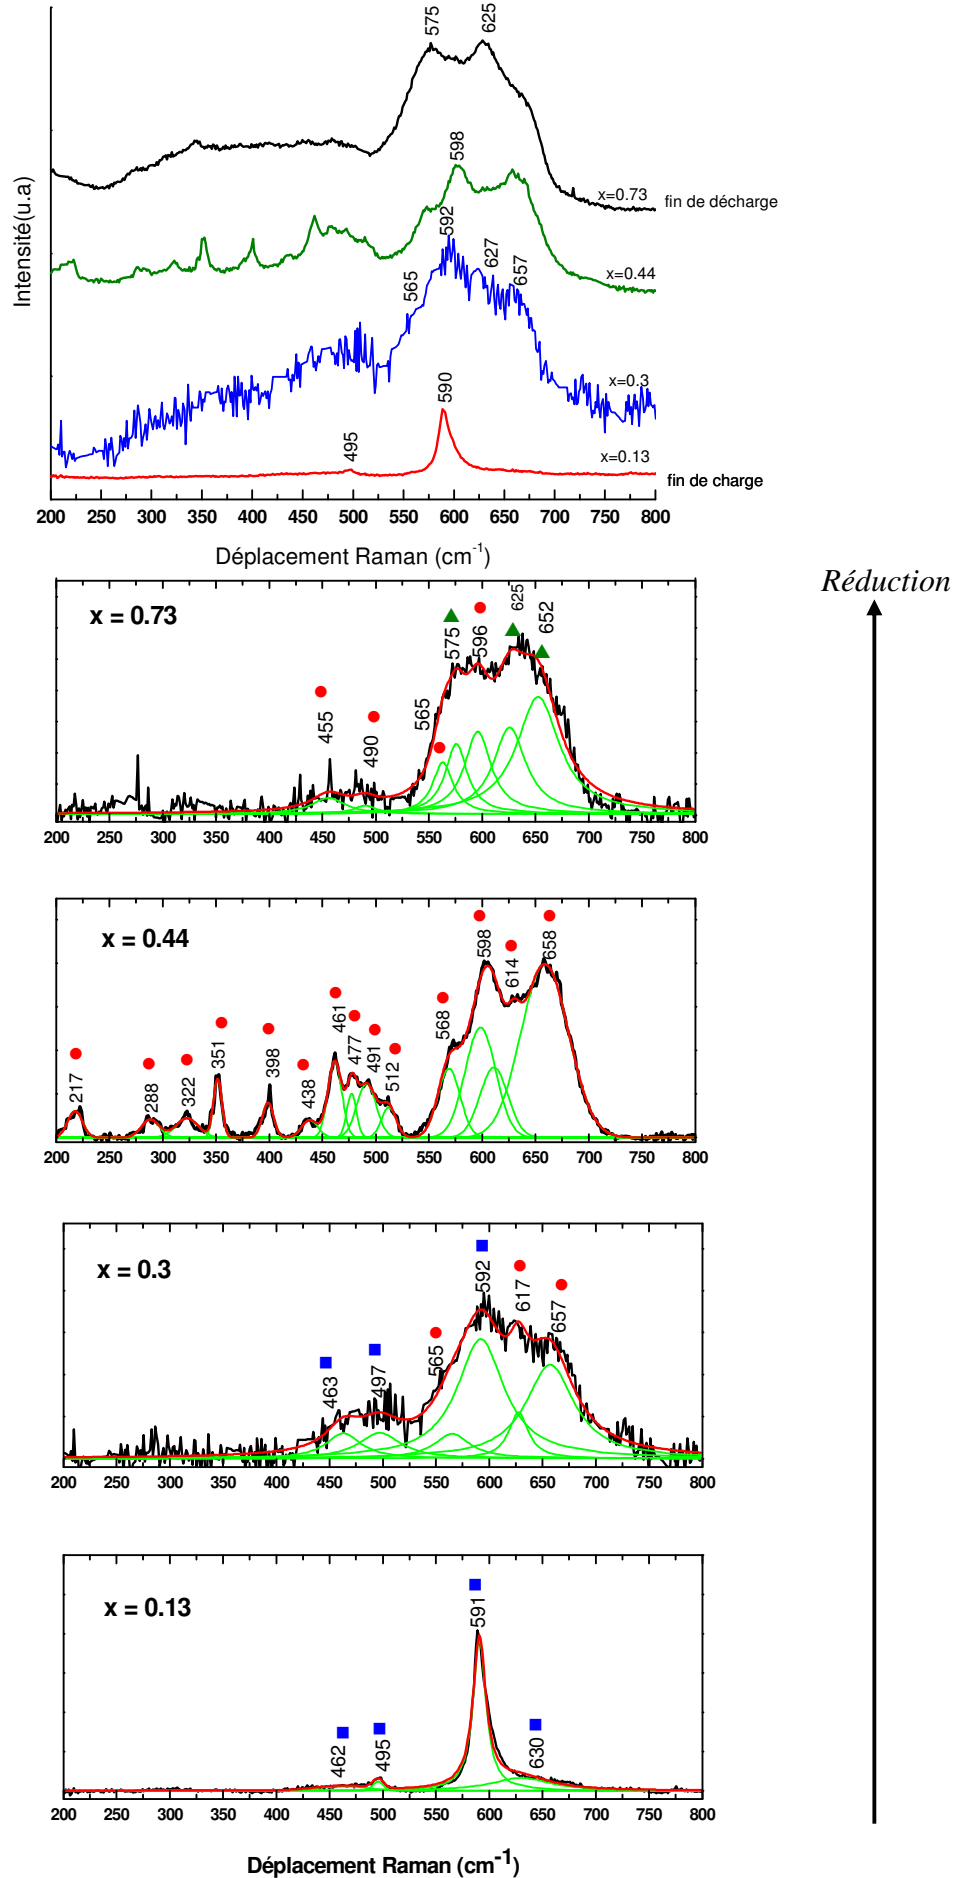 575
625
598
592
565
627
657
590
495
x=0.73
fin de décharge
x=0.44
x=0.3
x=0.13
fin de charge
Intensité(u.a)
200 250 300 350 400 450 500 550 600 650 700 750 800
Déplacement Raman (cm-1)
Réduction
x = 0.73
455
490
565
575
596
625
652
200 250 300 350 400 450 500 550 600 650 700 750 800
x = 0.44
217
288
322
351
398
438
461
477
491
512
568
598
614
658
200 250 300 350 400 450 500 550 600 650 700 750 800
x = 0.3
463
497
565
592
617
657
200 250 300 350 400 450 500 550 600 650 700 750 800
x = 0.13
462
495
591
630
200 250 300 350 400 450 500 550 600 650 700 750 800
Déplacement Raman (cm-1)